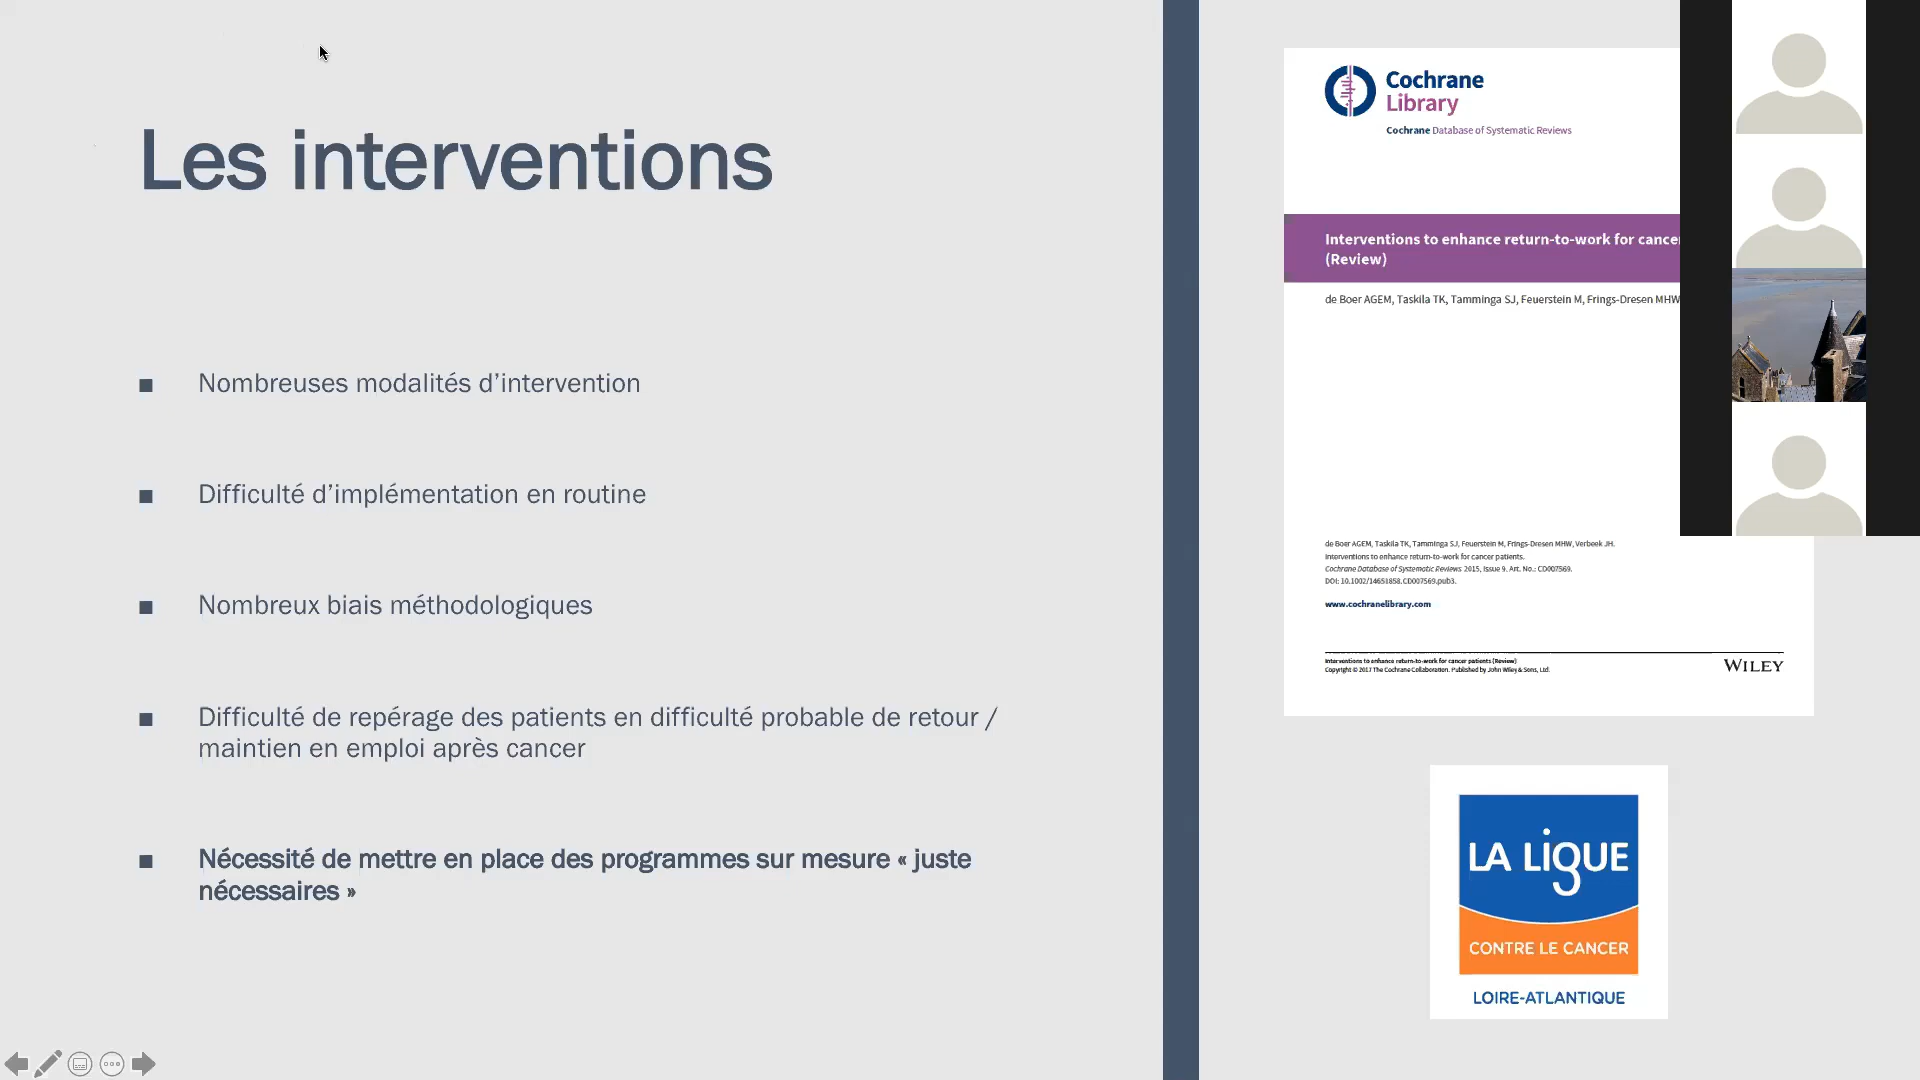 Les interventions
■ Nombreuses modalités d’intervention
■ Difficulté d’implémentation en routine
■ Nombreux biais méthodologiques
■ Difficulté de repérage des patients en difficulté probable de retour /
maintien en emploi après cancer
■ Nécessité de mettre en place des programmes sur mesure « juste
nécessaires »
Cochrane
Library
Cochrane Database of Systematic Reviews
Interventions to enhance return-to-work for cancer
(Review)
de Boer AGEM, Taskila TK, Tamminga SJ, Feuerstein M, Frings-Dresen MHW
de Boer AGEM, Taskila TK, Tamminga SJ, Feuerstein M, Frings-Dresen MHW, Verbeek JH.
Interventions to enhance return-to-work for cancer patients.
Cochrane Database of Systematic Reviews 2015, Issue 9. Art. No.: CD007569.
DOI: 10.1002/14651858.CD007569.pub3.
www.cochranelibrary.com
Interventions to enhance return-to-work for cancer patients (Review)
Copyright © 2017 The Cochrane Collaboration. Published by John Wiley & Sons, Ltd.
WILEY
LA LIGUE
CONTRE LE CANCER
LOIRE-ATLANTIQUE